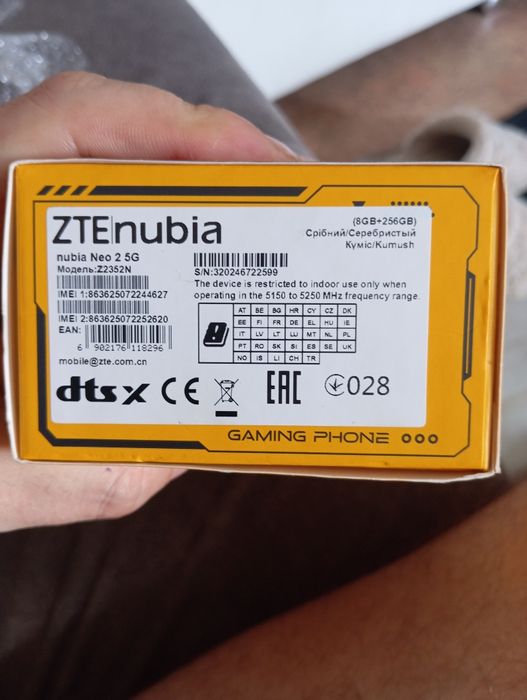 ZTE nubia
(8GB+256GB)
nubia Neo 2 5G
Срібний/Серебристый
Модель:Z2352N
Күміс/Kumush
S/N:320246722599
IMEI 1:863625072244627
The device is restricted to indoor use only when
operating in the 5150 to 5250 MHz frequency range.
IMEI 2:863625072252620
EAN:
6 902176 118296
AT BE BG HR CY CZ DK
EE FI FR DE EL HU IE
IT LV LT LU MT NL PL
PT RO SK SI ES SE UK
NO IS LI CH TR
mobile@zte.com.cn
dts X CE EAC 028
GAMING PHONE